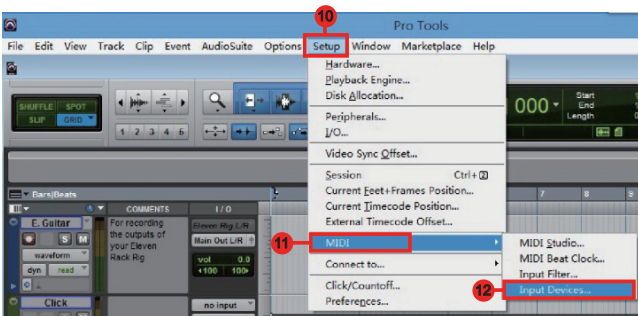 10
Pro Tools
File Edit View Track Clip Event AudioSuite Options Setup Window Marketplace Help
Hardware...
Playback Engine...
Disk Allocation...
Peripherals...
I/O...
Video Sync Offset...
Session Ctrl+2
Current Feet+Frames Position...
Current Timecode Position...
External Timecode Offset...
11
MIDI
Connect to...
Click/Countoff...
Preferences...
MIDI Studio...
MIDI Beat Clock...
Input Filter...
12
Input Devices...
SHUFFLE SPOT
SLIP GRID
1 2 3 4 5
000
Start
End
Length
Bars|Beats
7 8 9
COMMENTS
I / O
E. Guitar
S M
waveform
dyn read
For recording
the outputs of
your Eleven
Rack Rig
Eleven Rig L/R
Main Out L/R
vol 0.0
100 100
Click
no input